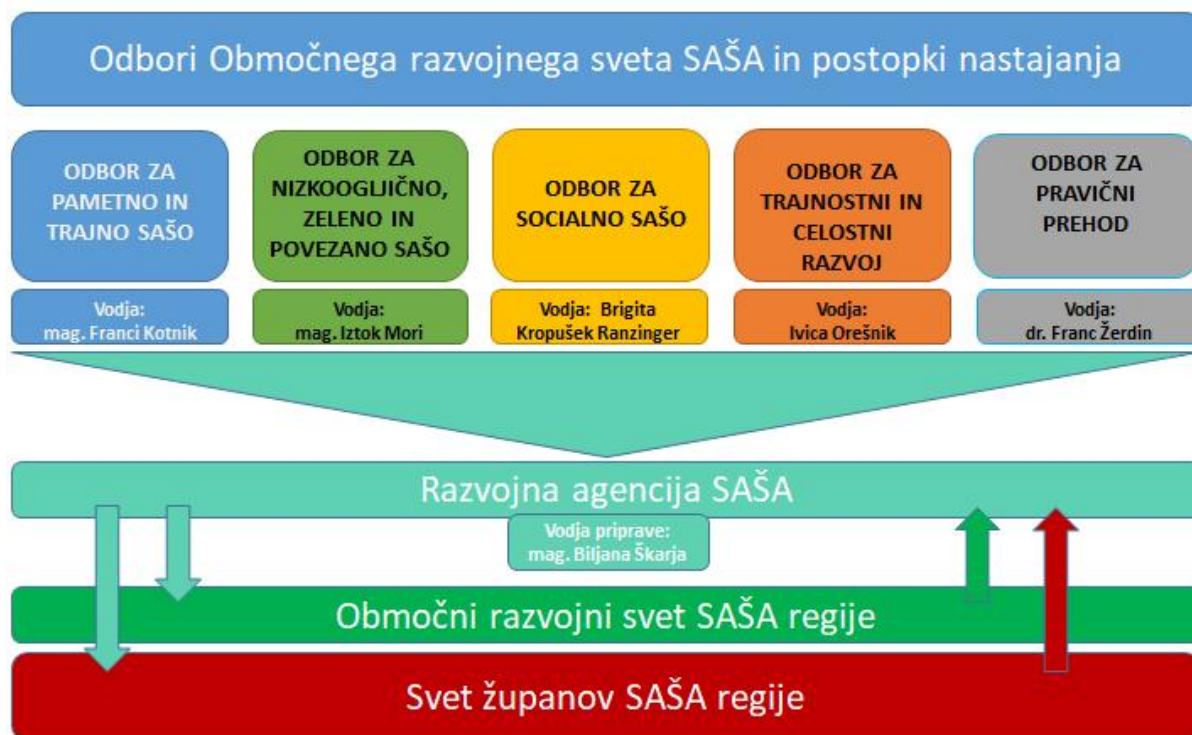 Odbori Območnega razvojnega sveta SAŠA in postopki nastajanja
ODBOR ZA
PAMETNO IN
TRAJNO SAŠO
Vodja:
mag. Franci Kotnik
ODBOR ZA
NIZKOOGLJIČNO,
ZELENO IN
POVEZANO SAŠO
Vodja:
mag. Iztok Mori
ODBOR ZA
SOCIALNO SAŠO
Vodja: Brigita
Kropušek Ranzinger
ODBOR ZA
TRAJNOSTNI IN
CELOSTNI
RAZVOJ
Vodja:
Ivica Orešnik
ODBOR ZA
PRAVIČNI
PREHOD
Vodja:
dr. Franc Žerdin
Razvojna agencija SAŠA
Vodja priprave:
mag. Biljana Škarja
Območni razvojni svet SAŠA regije
Svet županov SAŠA regije